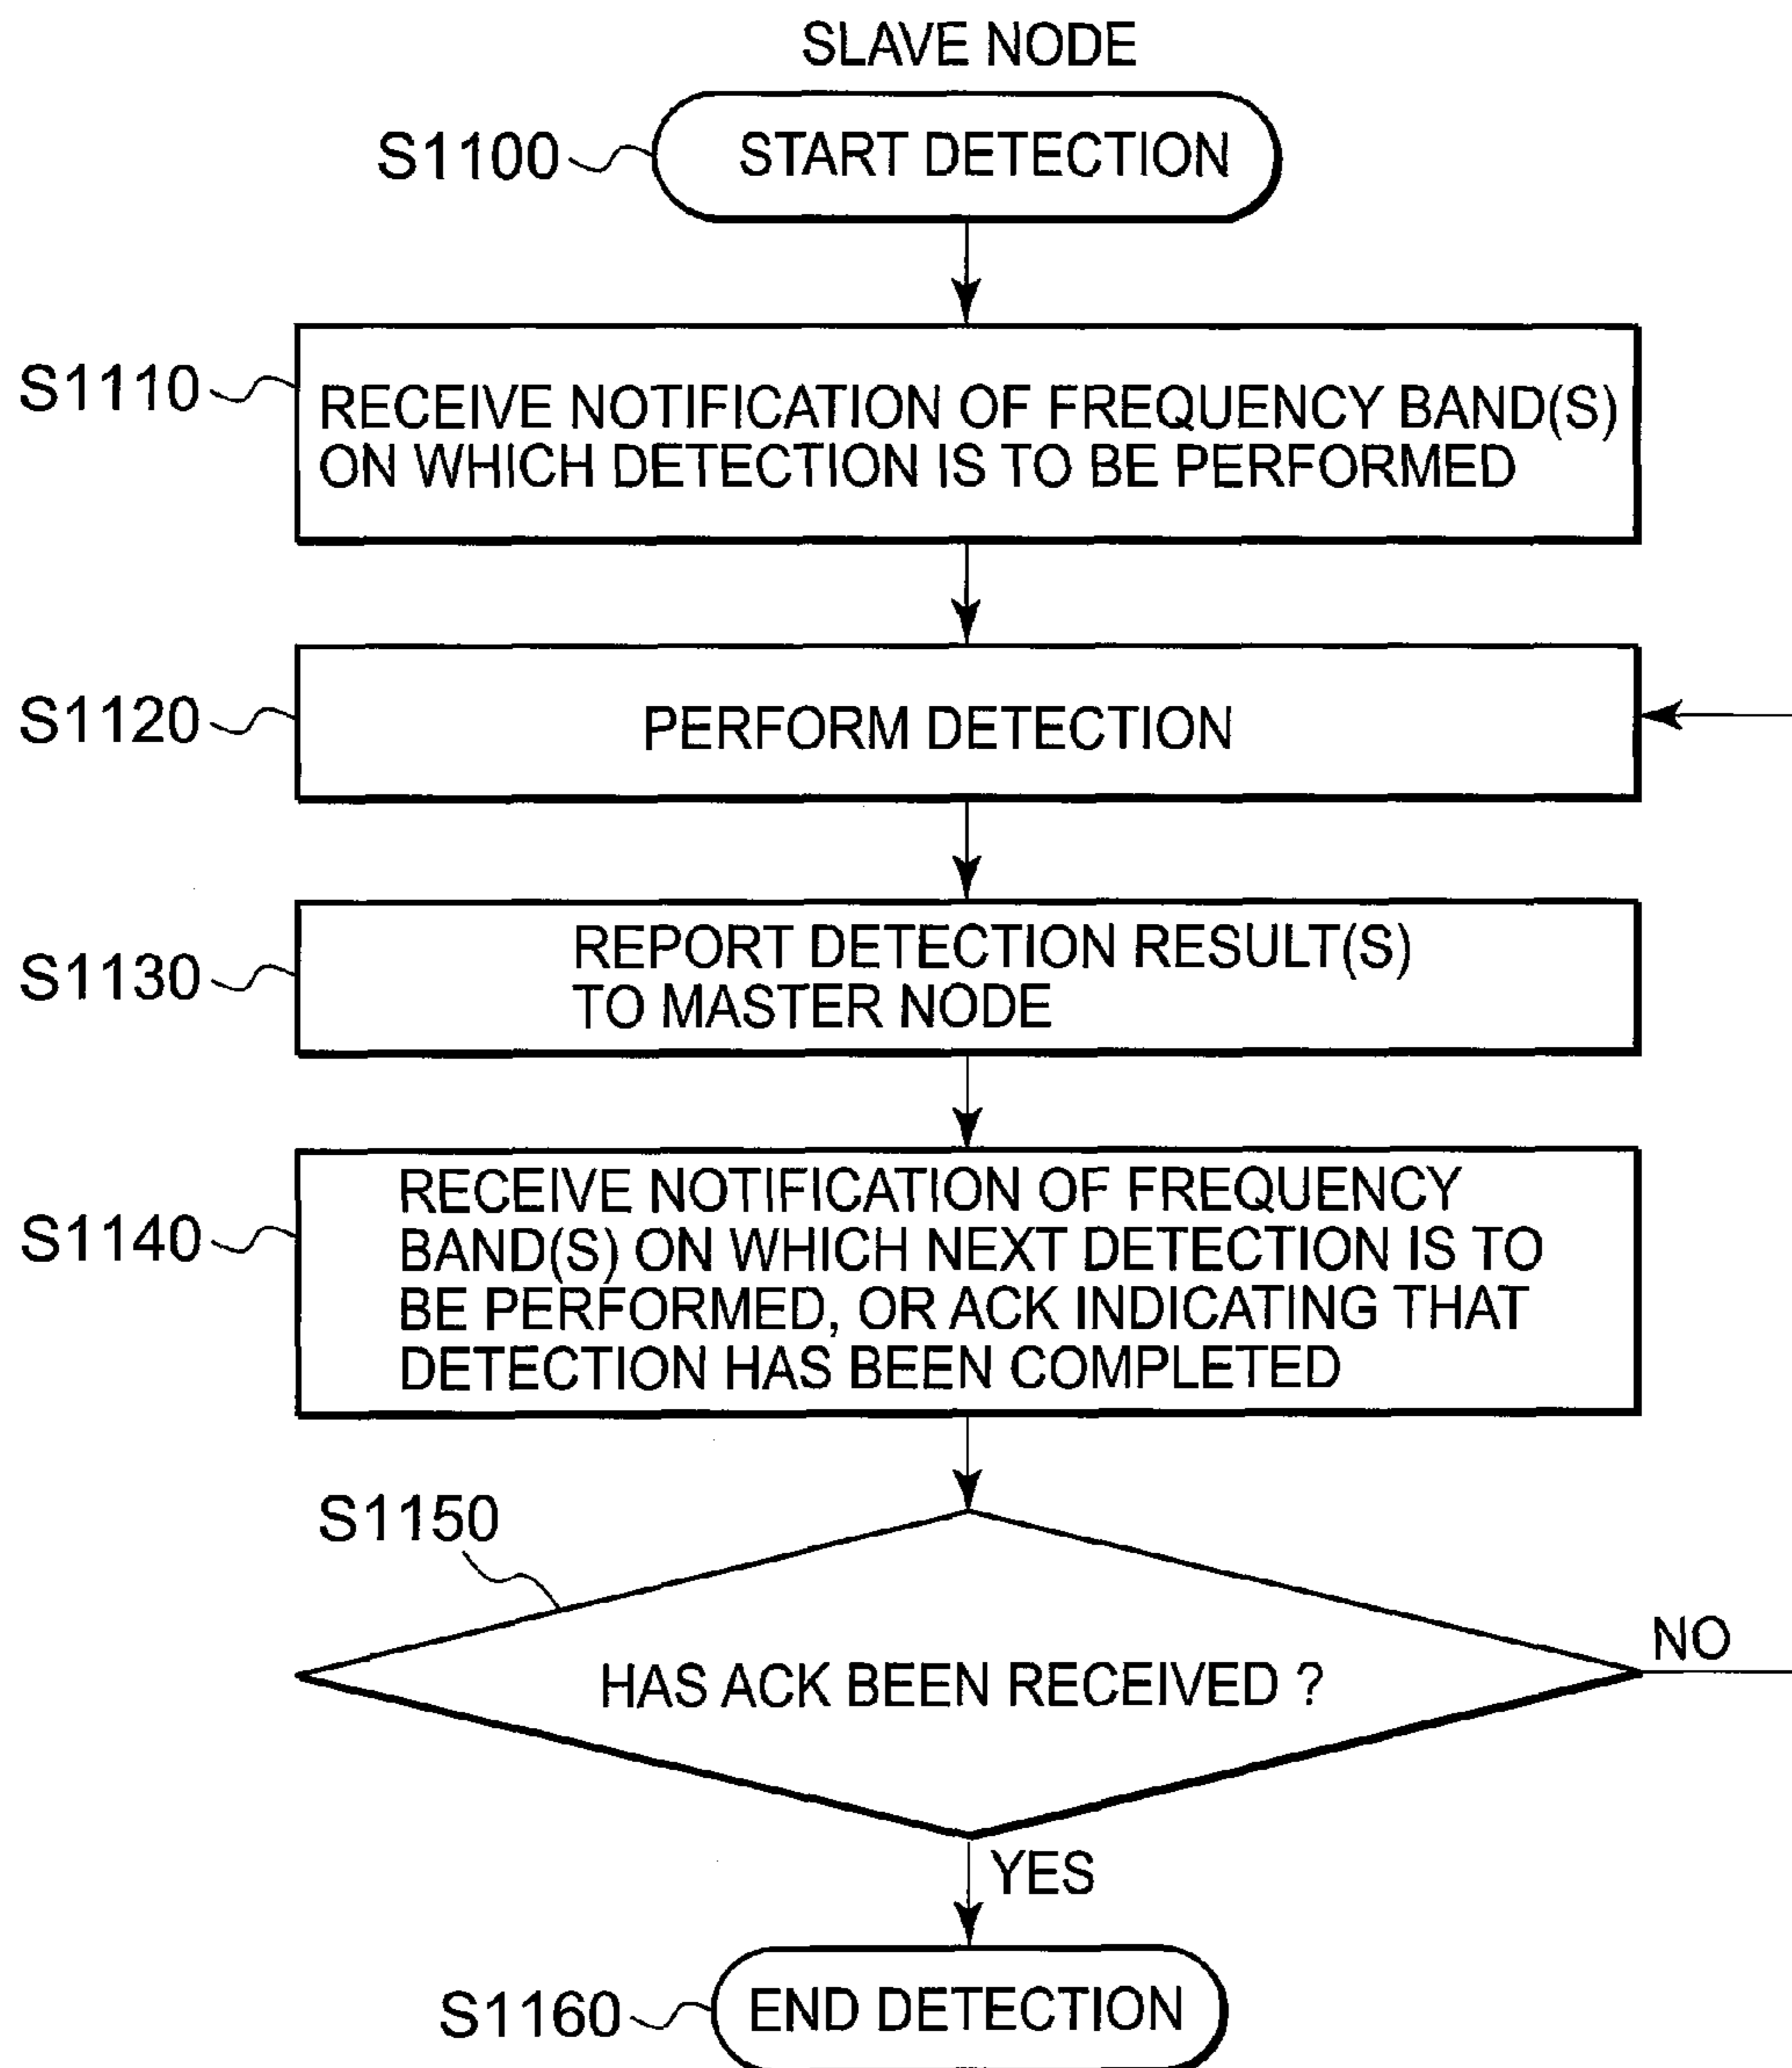 SLAVE NODE
S1100
START DETECTION
S1110
RECEIVE NOTIFICATION OF FREQUENCY BAND(S)
ON WHICH DETECTION IS TO BE PERFORMED
S1120
PERFORM DETECTION
S1130
REPORT DETECTION RESULT(S)
TO MASTER NODE
S1140
RECEIVE NOTIFICATION OF FREQUENCY
BAND(S) ON WHICH NEXT DETECTION IS TO
BE PERFORMED, OR ACK INDICATING THAT
DETECTION HAS BEEN COMPLETED
S1150
HAS ACK BEEN RECEIVED ?
NO
YES
S1160
END DETECTION